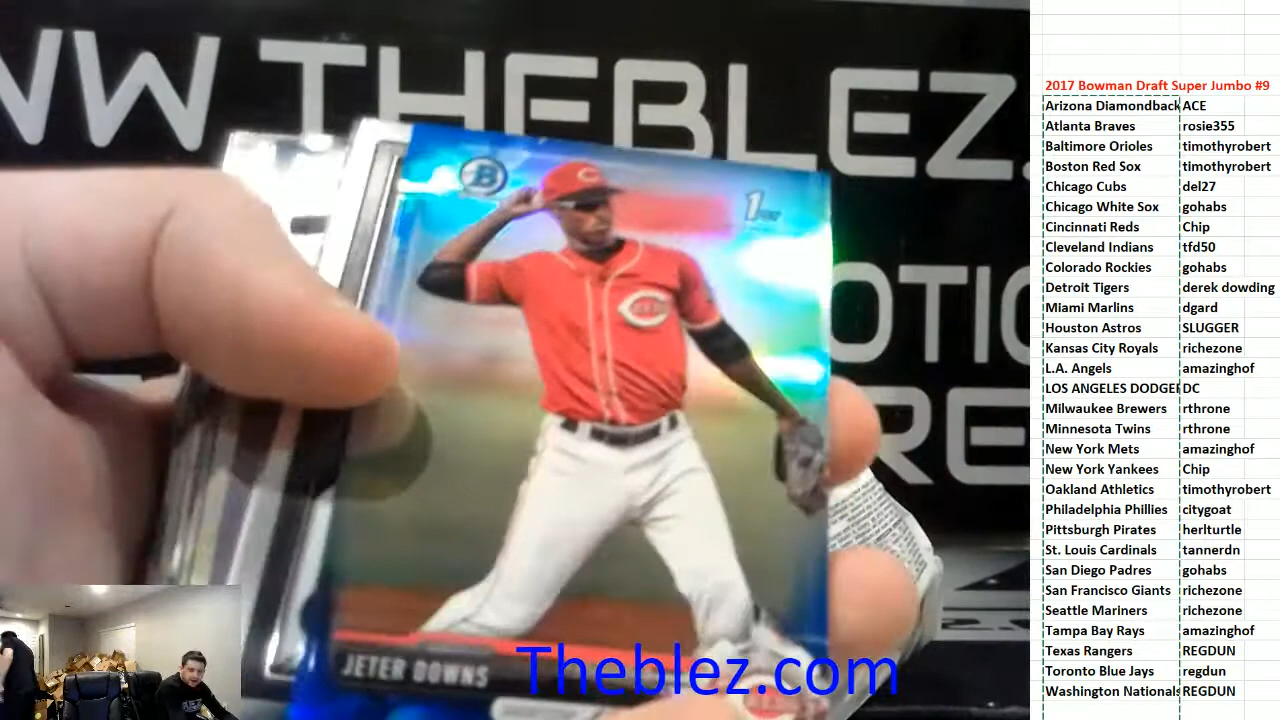 NW THEBLEZ.
OTIO
RE
B
1ST
C
REDS
JETER DOWNS
Theblez.com
2017 Bowman Draft Super Jumbo #9
Arizona Diamondback ACE
Atlanta Braves rosie355
Baltimore Orioles timothyrobert
Boston Red Sox timothyrobert
Chicago Cubs del27
Chicago White Sox gohabs
Cincinnati Reds Chip
Cleveland Indians tfd50
Colorado Rockies gohabs
Detroit Tigers derek dowding
Miami Marlins dgard
Houston Astros SLUGGER
Kansas City Royals richezone
L.A. Angels amazinghof
LOS ANGELES DODGE DC
Milwaukee Brewers rthrone
Minnesota Twins rthrone
New York Mets amazinghof
New York Yankees Chip
Oakland Athletics timothyrobert
Philadelphia Phillies citygoat
Pittsburgh Pirates herlturtle
St. Louis Cardinals tannerdn
San Diego Padres gohabs
San Francisco Giants richezone
Seattle Mariners richezone
Tampa Bay Rays amazinghof
Texas Rangers REGDUN
Toronto Blue Jays regdun
Washington Nationals REGDUN